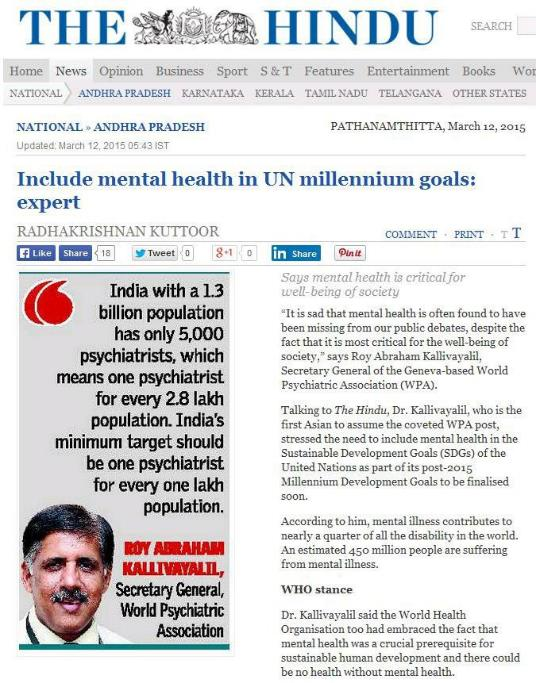 THE HINDU
SEARCH
Home News Opinion Business Sport S & T Features Entertainment Books
NATIONAL ANDHRA PRADESH KARNATAKA KERALA TAMIL NADU TELANGANA OTHER STATES
NATIONAL » ANDHRA PRADESH
PATHANAMTHITTA, March 12, 2015
Updated: March 12, 2015 05:43 IST
Include mental health in UN millennium goals:
expert
RADHAKRISHNAN KUTTOOR
COMMENT · PRINT · T T
Like Share 18 Tweet 0 g+1 0 in Share Pin it
India with a 1.3
billion population
has only 5,000
psychiatrists, which
means one psychiatrist
for every 2.8 lakh
population. India's
minimum target should
be one psychiatrist
for every one lakh
population.
ROY ABRAHAM
KALLIVAYALIL,
Secretary General,
World Psychiatric
Association
Says mental health is critical for
well-being of society
“It is sad that mental health is often found to have
been missing from our public debates, despite the
fact that it is most critical for the well-being of
society,” says Roy Abraham Kallivayalil,
Secretary General of the Geneva-based World
Psychiatric Association (WPA).
Talking to The Hindu, Dr. Kallivayalil, who is the
first Asian to assume the coveted WPA post,
stressed the need to include mental health in the
Sustainable Development Goals (SDGs) of the
United Nations as part of its post-2015
Millennium Development Goals to be finalised
soon.
According to him, mental illness contributes to
nearly a quarter of all the disability in the world.
An estimated 450 million people are suffering
from mental illness.
WHO stance
Dr. Kallivayalil said the World Health
Organisation too had embraced the fact that
mental health was a crucial prerequisite for
sustainable human development and there could
be no health without mental health.